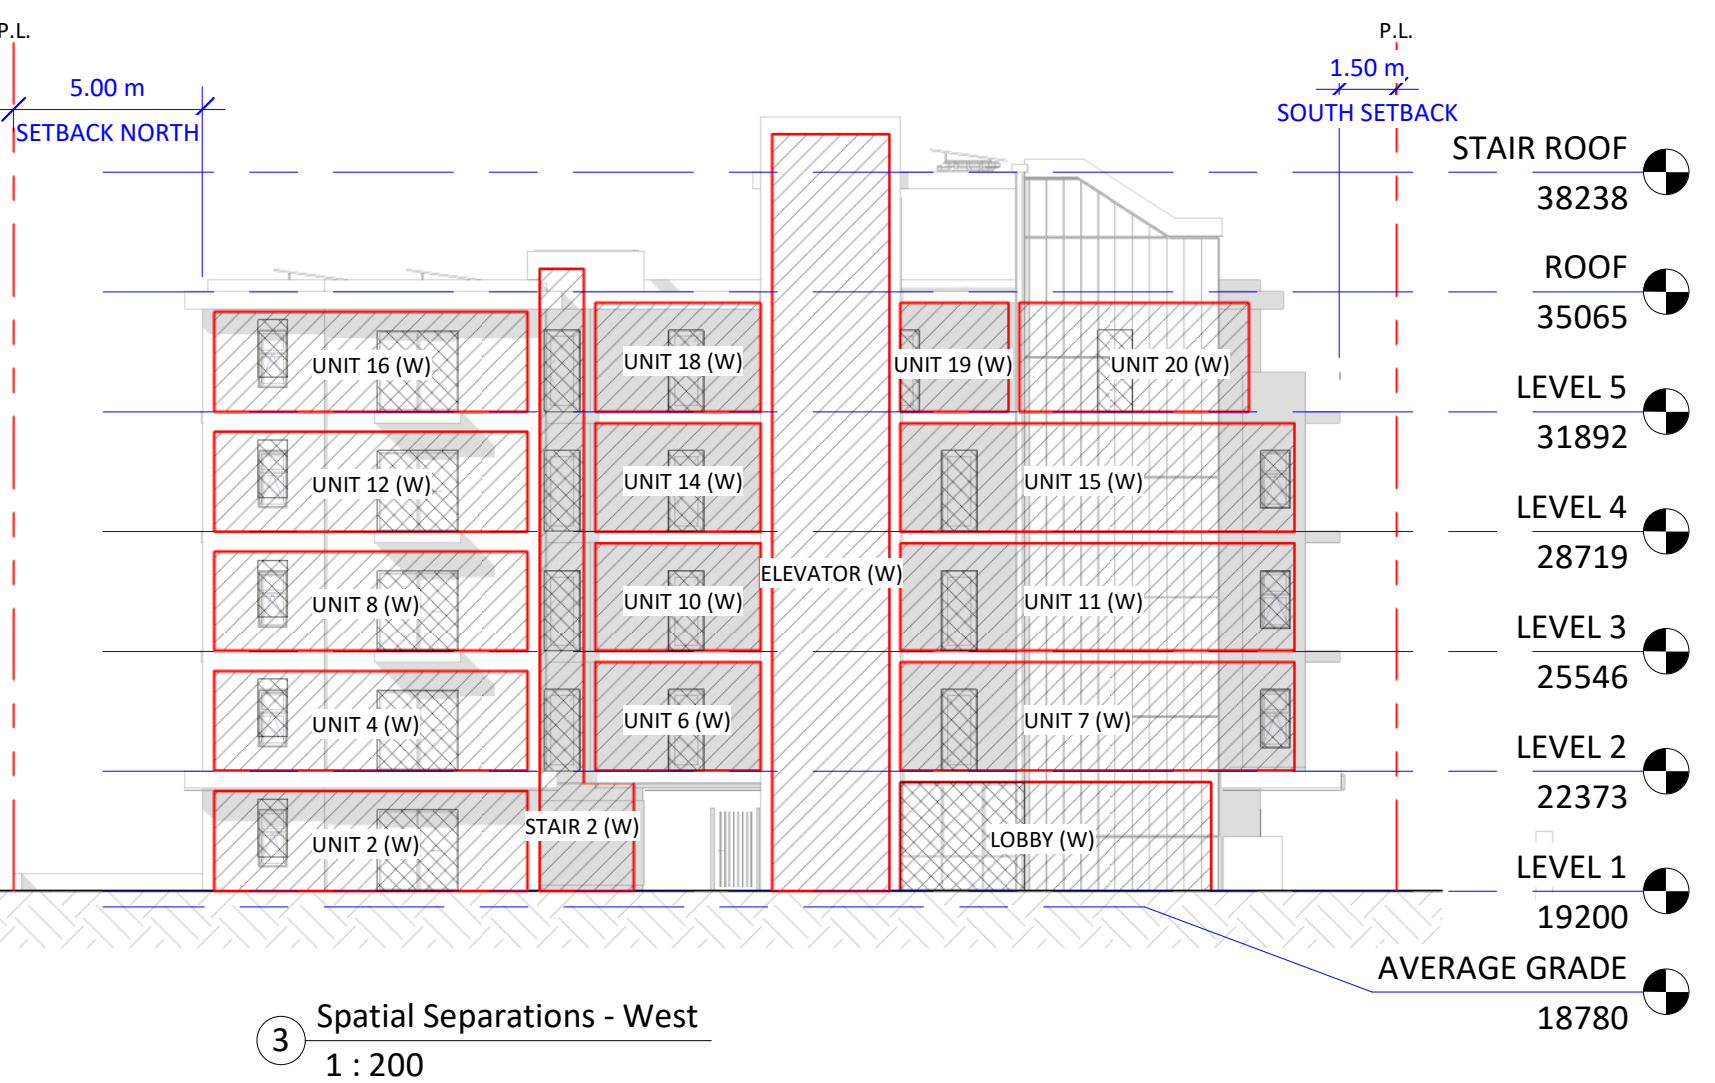 P.L.
P.L.
5.00 m
SETBACK NORTH
1.50 m
SOUTH SETBACK
STAIR ROOF
38238
ROOF
35065
UNIT 16 (W)
UNIT 18 (W)
UNIT 19 (W)
UNIT 20 (W)
LEVEL 5
31892
UNIT 12 (W)
UNIT 14 (W)
UNIT 15 (W)
LEVEL 4
28719
ELEVATOR (W)
UNIT 8 (W)
UNIT 10 (W)
UNIT 11 (W)
LEVEL 3
25546
UNIT 4 (W)
UNIT 6 (W)
UNIT 7 (W)
LEVEL 2
22373
UNIT 2 (W)
STAIR 2 (W)
LOBBY (W)
LEVEL 1
19200
AVERAGE GRADE
18780
3
Spatial Separations - West
1 : 200